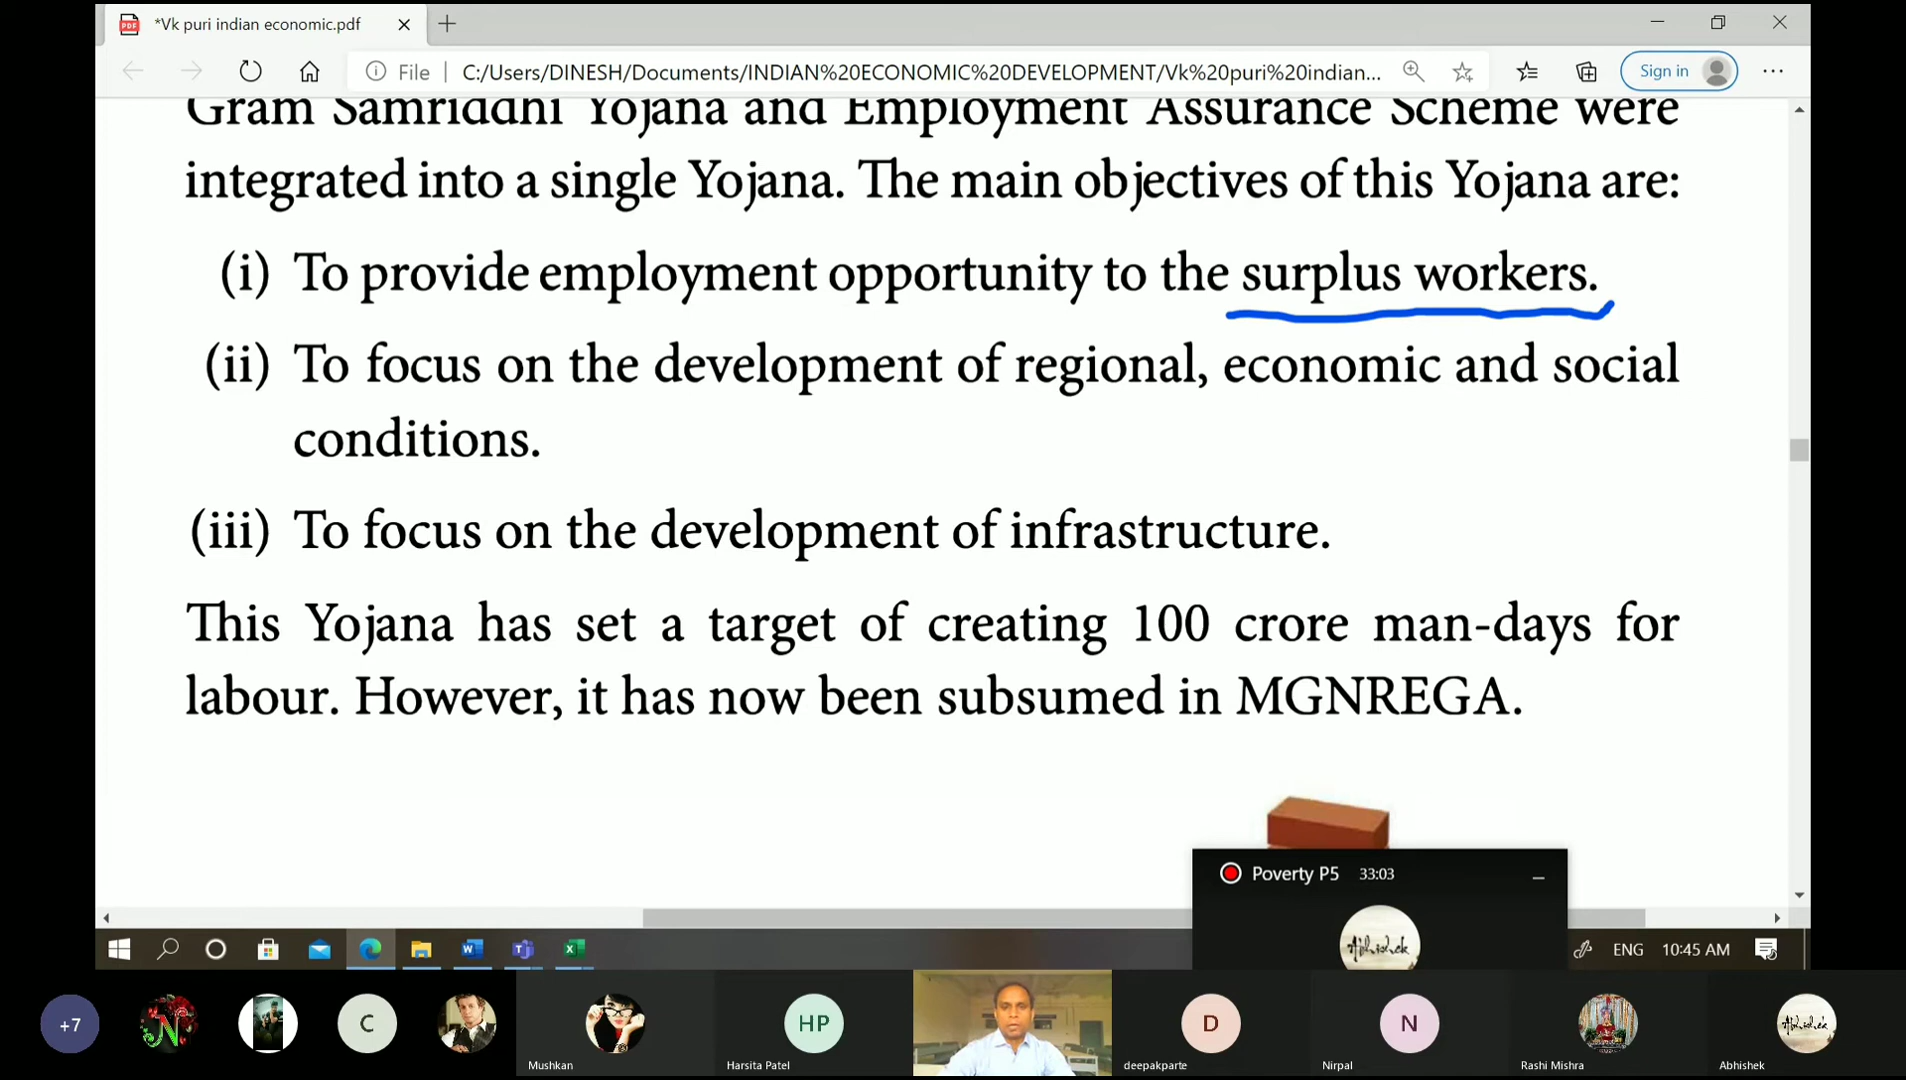 *Vk puri indian economic.pdf
File
C:/Users/DINESH/Documents/INDIAN%20ECONOMIC%20DEVELOPMENT/Vk%20puri%20indian...
Sign in
Gram Samriddhi Yojana and Employment Assurance Scheme were
integrated into a single Yojana. The main objectives of this Yojana are:
(i) To provide employment opportunity to the surplus workers.
(ii) To focus on the development of regional, economic and social
conditions.
(iii) To focus on the development of infrastructure.
This Yojana has set a target of creating 100 crore man-days for
labour. However, it has now been subsumed in MGNREGA.
Poverty P5 33:03
Abhishek
ENG 10:45 AM
+7
N
C
HP
D
N
Abhishek
Mushkan
Harsita Patel
deepakparte
Nirpal
Rashi Mishra
Abhishek